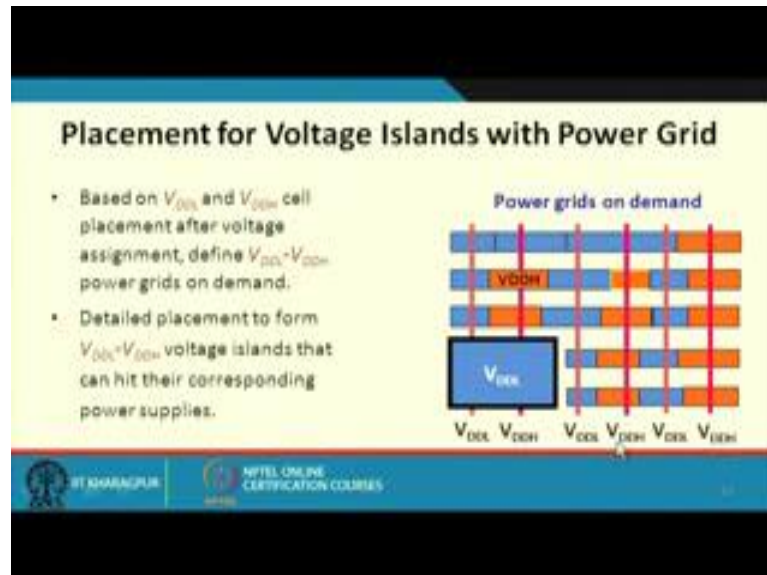 Placement for Voltage Islands with Power Grid
• Based on VDDL and VDDH cell
placement after voltage
assignment, define VDDL-VDDH
power grids on demand.
• Detailed placement to form
VDDL-VDDH voltage islands that
can hit their corresponding
power supplies.
Power grids on demand
VDDH
VDDL
VDDL VDDH VDDL VDDH VDDL VDDH
IIT KHARAGPUR
NPTEL ONLINE
CERTIFICATION COURSES
NPTEL